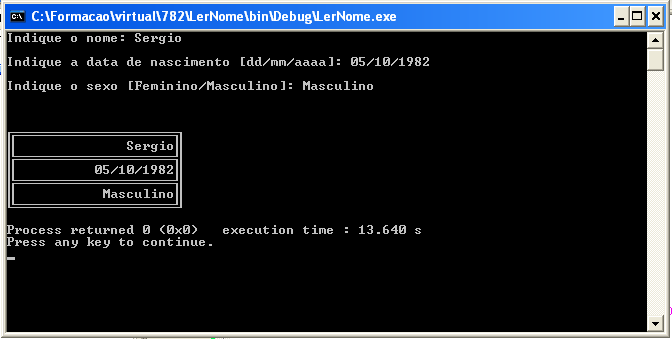 C:\Formacao\virtual\782\LerNome\bin\Debug\LerNome.exe
Indique o nome: Sergio
Indique a data de nascimento [dd/mm/aaaa]: 05/10/1982
Indique o sexo [Feminino/Masculino]: Masculino
Sergio
05/10/1982
Masculino
Process returned 0 (0x0)   execution time : 13.640 s
Press any key to continue.